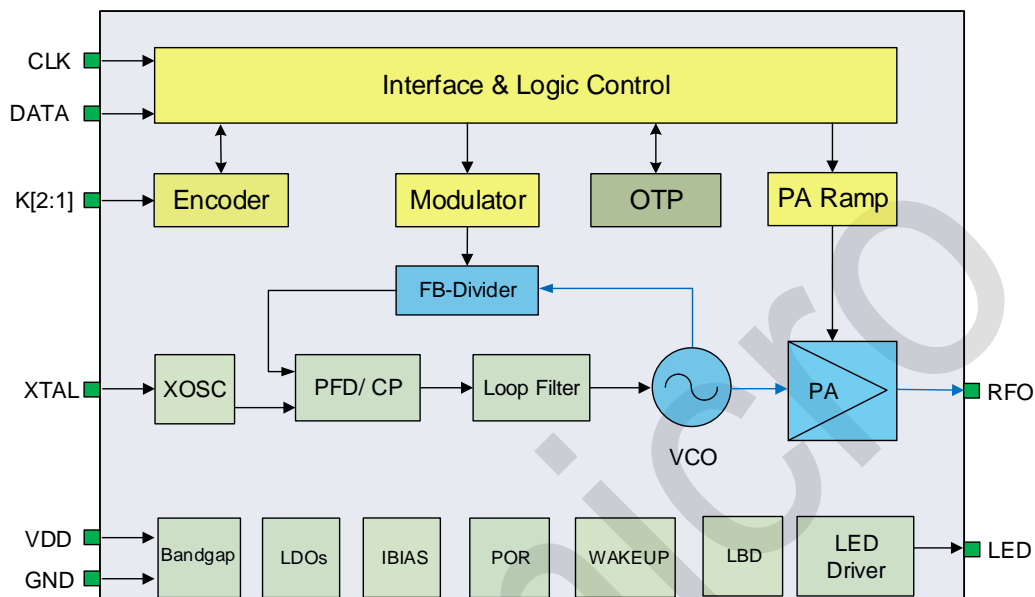 CLK
Interface & Logic Control
DATA
K[2:1]
Encoder
Modulator
OTP
PA Ramp
FB-Divider
XTAL
XOSC
PFD/ CP
Loop Filter
VCO
PA
RFO
VDD
GND
Bandgap
LDOs
IBIAS
POR
WAKEUP
LBD
LED
Driver
LED
micro